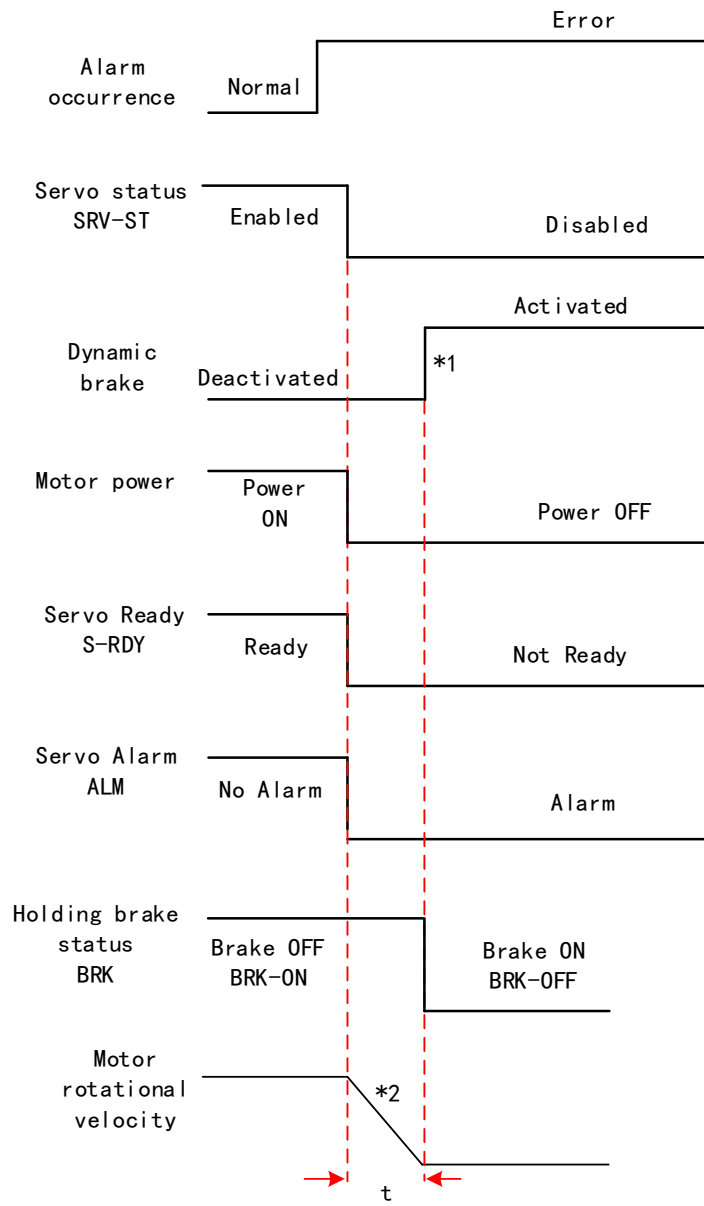 Error
Alarm
occurrence
Normal
Servo status
SRV-ST
Enabled
Disabled
Activated
Dynamic
brake
*1
Deactivated
Motor power
Power
ON
Power OFF
Servo Ready
S-RDY
Ready
Not Ready
Servo Alarm
ALM
No Alarm
Alarm
Holding brake
status
BRK
Brake OFF
BRK-ON
Brake ON
BRK-OFF
Motor
rotational
velocity
*2
t